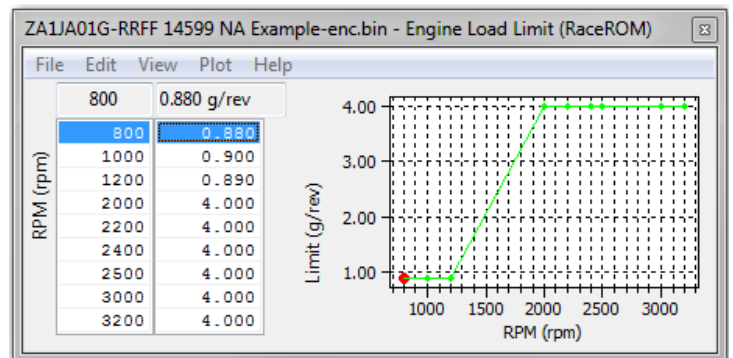 ZA1JA01G-RRFF 14599 NA Example-enc.bin - Engine Load Limit (RaceROM)
File Edit View Plot Help
800 0.880 g/rev
RPM (rpm)
800 0.880
1000 0.900
1200 0.890
2000 4.000
2200 4.000
2400 4.000
2500 4.000
3000 4.000
3200 4.000
Limit (g/rev)
4.00
3.00
2.00
1.00
1000 1500 2000 2500 3000
RPM (rpm)